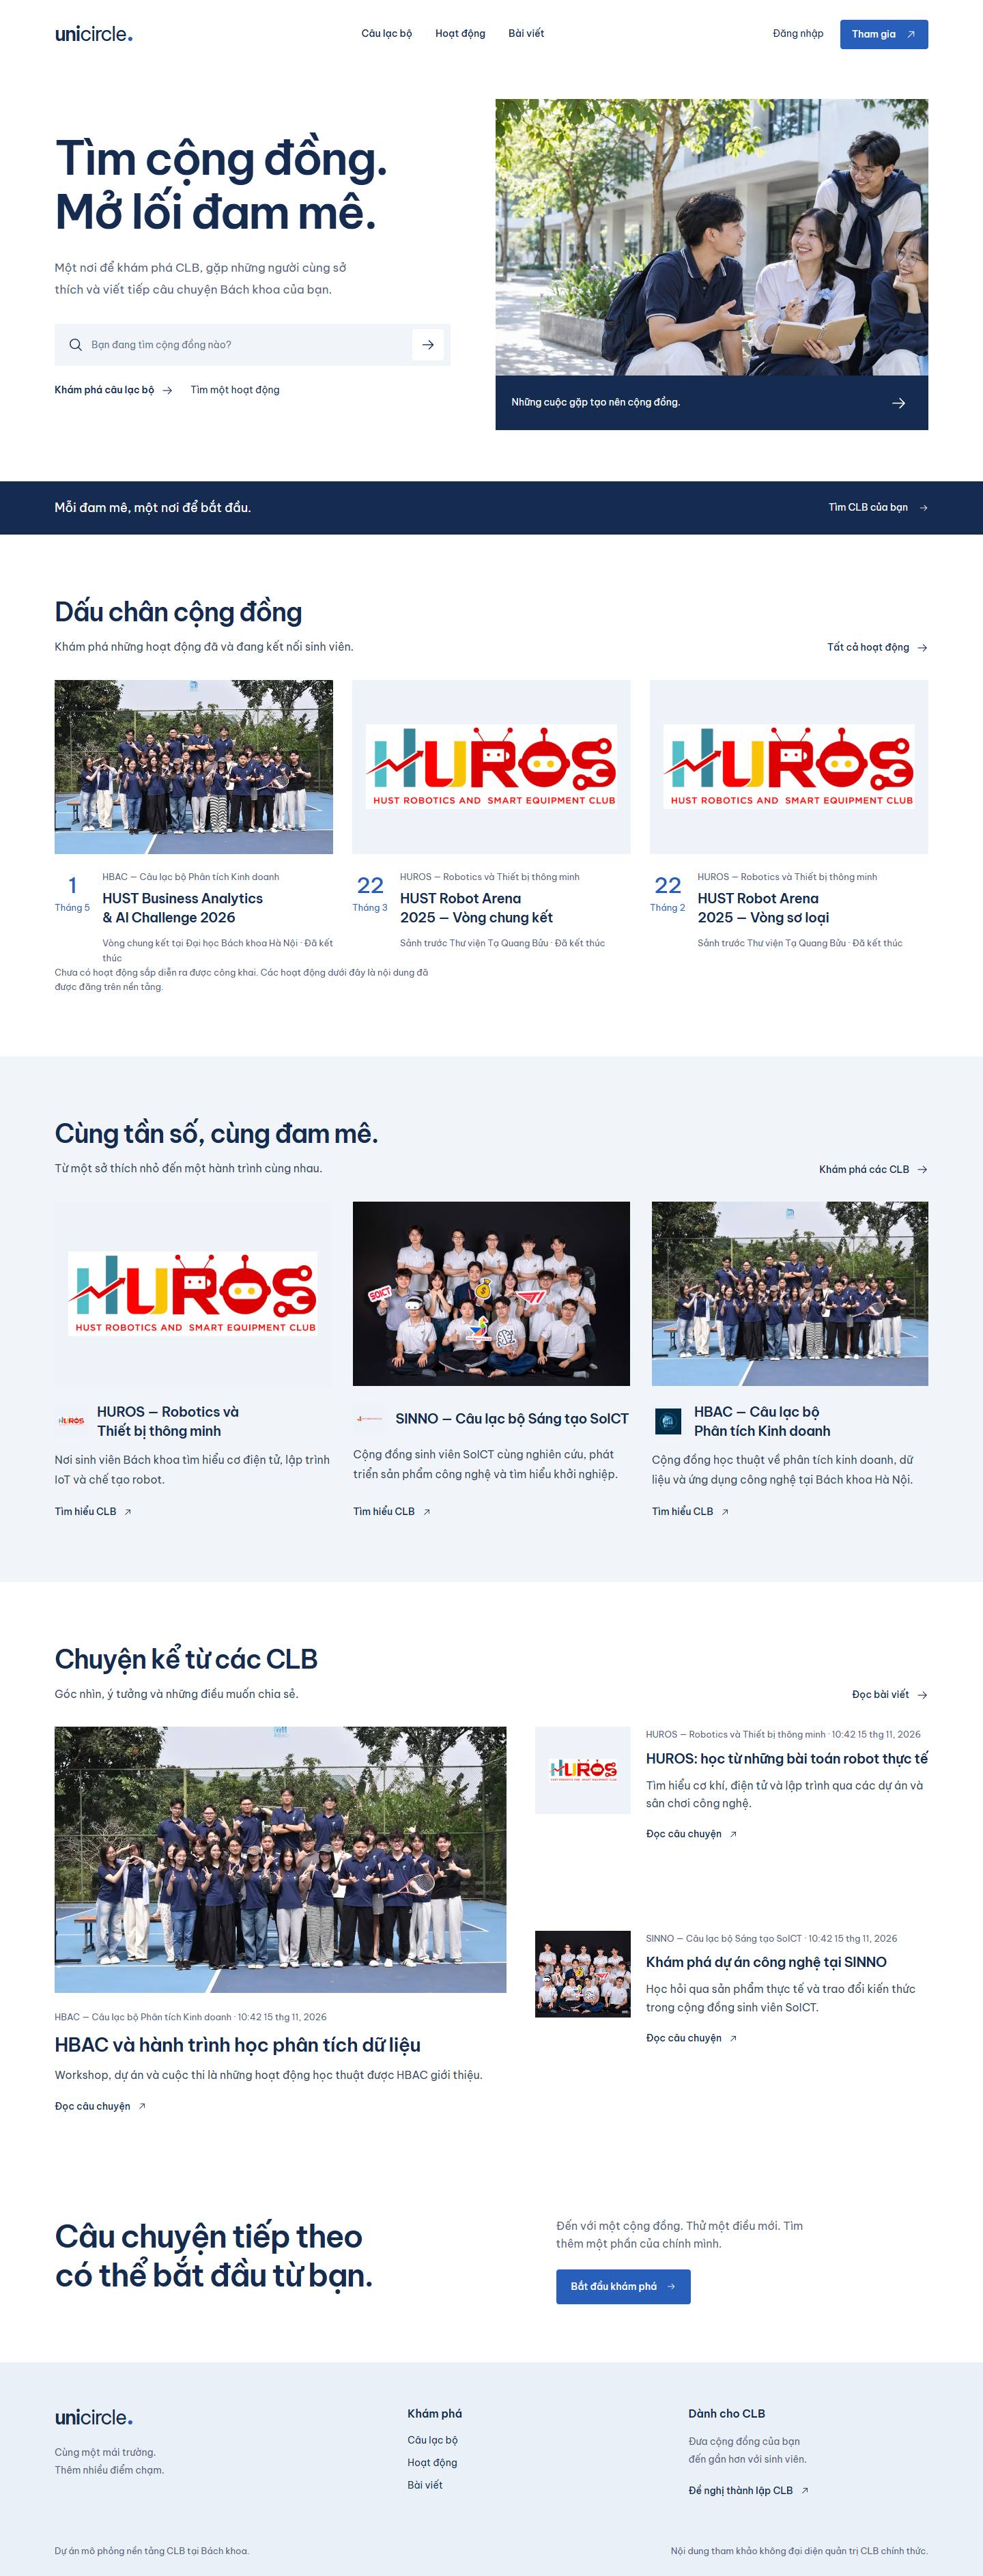 unicircle.
Câu lạc bộ
Hoạt động
Bài viết
Đăng nhập
Tham gia
Tìm cộng đồng.
Mở lối đam mê.
Một nơi để khám phá CLB, gặp những người cùng sở
thích và viết tiếp câu chuyện Bách khoa của bạn.
Bạn đang tìm cộng đồng nào?
Khám phá câu lạc bộ
Tìm một hoạt động
Những cuộc gặp tạo nên cộng đồng.
Mỗi đam mê, một nơi để bắt đầu.
Tìm CLB của bạn
Dấu chân cộng đồng
Khám phá những hoạt động đã và đang kết nối sinh viên.
Tất cả hoạt động
HUROS
HUST ROBOTICS AND SMART EQUIPMENT CLUB
HUROS
HUST ROBOTICS AND SMART EQUIPMENT CLUB
1
Tháng 5
HBAC — Câu lạc bộ Phân tích Kinh doanh
HUST Business Analytics
& AI Challenge 2026
Vòng chung kết tại Đại học Bách khoa Hà Nội · Đã kết
thúc
22
Tháng 3
HUROS — Robotics và Thiết bị thông minh
HUST Robot Arena
2025 — Vòng chung kết
Sảnh trước Thư viện Tạ Quang Bửu · Đã kết thúc
22
Tháng 2
HUROS — Robotics và Thiết bị thông minh
HUST Robot Arena
2025 — Vòng sơ loại
Sảnh trước Thư viện Tạ Quang Bửu · Đã kết thúc
Chưa có hoạt động sắp diễn ra được công khai. Các hoạt động dưới đây là nội dung đã
được đăng trên nền tảng.
Cùng tần số, cùng đam mê.
Từ một sở thích nhỏ đến một hành trình cùng nhau.
Khám phá các CLB
HUROS
HUST ROBOTICS AND SMART EQUIPMENT CLUB
SOICT
HUROS
HUROS — Robotics và
Thiết bị thông minh
Nơi sinh viên Bách khoa tìm hiểu cơ điện tử, lập trình
IoT và chế tạo robot.
Tìm hiểu CLB
SINNO — Câu lạc bộ Sáng tạo SoICT
Cộng đồng sinh viên SoICT cùng nghiên cứu, phát
triển sản phẩm công nghệ và tìm hiểu khởi nghiệp.
Tìm hiểu CLB
HBAC — Câu lạc bộ
Phân tích Kinh doanh
Cộng đồng học thuật về phân tích kinh doanh, dữ
liệu và ứng dụng công nghệ tại Bách khoa Hà Nội.
Tìm hiểu CLB
Chuyện kể từ các CLB
Góc nhìn, ý tưởng và những điều muốn chia sẻ.
Đọc bài viết
HBAC — Câu lạc bộ Phân tích Kinh doanh · 10:42 15 thg 11, 2026
HBAC và hành trình học phân tích dữ liệu
Workshop, dự án và cuộc thi là những hoạt động học thuật được HBAC giới thiệu.
Đọc câu chuyện
HUROS
HUST ROBOTICS AND SMART EQUIPMENT CLUB
HUROS — Robotics và Thiết bị thông minh · 10:42 15 thg 11, 2026
HUROS: học từ những bài toán robot thực tế
Tìm hiểu cơ khí, điện tử và lập trình qua các dự án và
sân chơi công nghệ.
Đọc câu chuyện
SINNO — Câu lạc bộ Sáng tạo SoICT · 10:42 15 thg 11, 2026
Khám phá dự án công nghệ tại SINNO
Học hỏi qua sản phẩm thực tế và trao đổi kiến thức
trong cộng đồng sinh viên SoICT.
Đọc câu chuyện
Câu chuyện tiếp theo
có thể bắt đầu từ bạn.
Đến với một cộng đồng. Thử một điều mới. Tìm
thêm một phần của chính mình.
Bắt đầu khám phá
unicircle.
Cùng một mái trường.
Thêm nhiều điểm chạm.
Khám phá
Câu lạc bộ
Hoạt động
Bài viết
Dành cho CLB
Đưa cộng đồng của bạn
đến gần hơn với sinh viên.
Đề nghị thành lập CLB
Dự án mô phỏng nền tảng CLB tại Bách khoa.
Nội dung tham khảo không đại diện quản trị CLB chính thức.